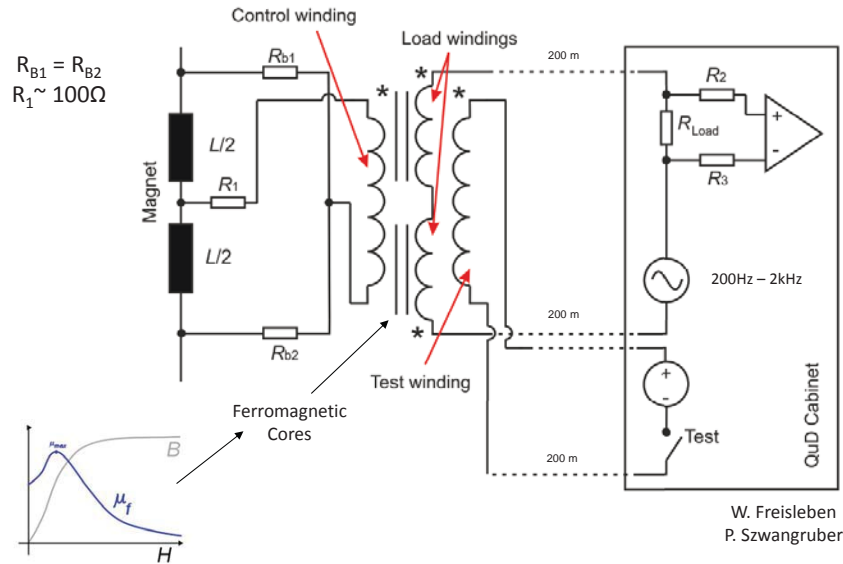 Control winding
R_B1 = R_B2
R_1 ~ 100Ω
R_b1
Load windings
200 m
*
*
*
R_2
+
R_Load
-
R_3
Magnet
L/2
R_1
L/2
200Hz – 2kHz
R_b2
*
200 m
Test winding
+
-
Ferromagnetic
Cores
Test
QuD Cabinet
200 m
μ_max
B
μ_f
H
W. Freisleben
P. Szwangruber